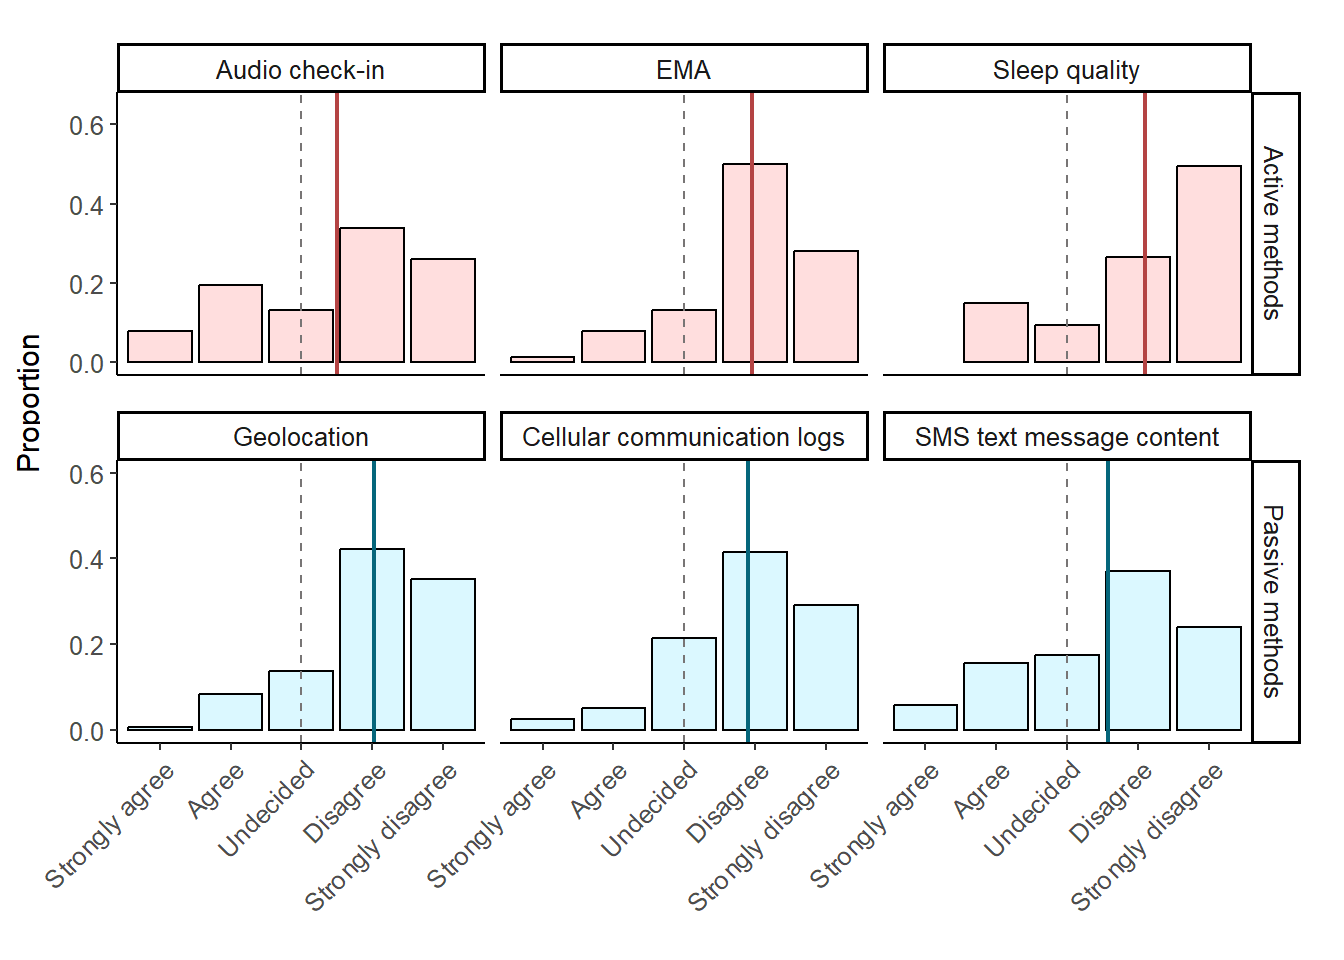 Audio check-in
EMA
Sleep quality
0.6
0.4
0.2
0.0
Active methods
Proportion
Geolocation
Cellular communication logs
SMS text message content
0.6
0.4
0.2
0.0
Passive methods
Strongly agree
Agree
Undecided
Disagree
Strongly disagree
Strongly agree
Agree
Undecided
Disagree
Strongly disagree
Strongly agree
Agree
Undecided
Disagree
Strongly disagree